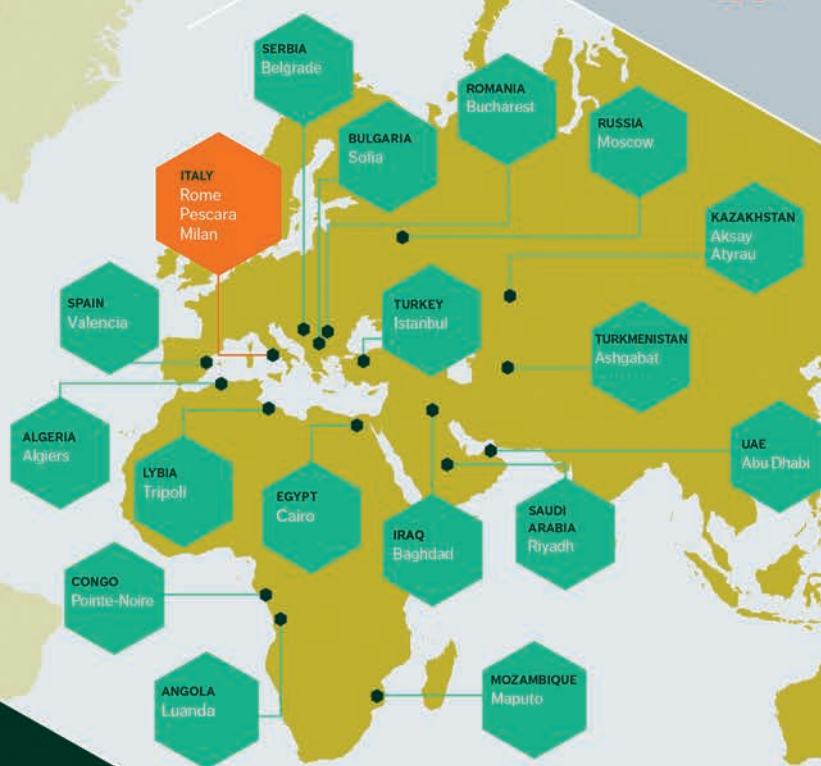 SERBIA
Belgrade
ROMANIA
Bucharest
BULGARIA
Sofia
RUSSIA
Moscow
ITALY
Rome
Pescara
Milan
KAZAKHSTAN
Aksay
Atyrau
SPAIN
Valencia
TURKEY
Istanbul
TURKMENISTAN
Ashgabat
ALGERIA
Algiers
LYBIA
Tripoli
EGYPT
Cairo
IRAQ
Baghdad
SAUDI
ARABIA
Riyadh
UAE
Abu Dhabi
CONGO
Pointe-Noire
ANGOLA
Luanda
MOZAMBIQUE
Maputo